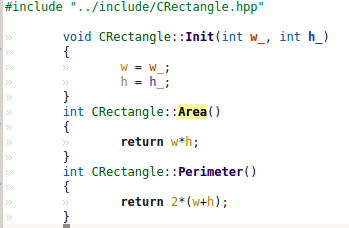 #include "../include/CRectangle.hpp"
void CRectangle::Init(int w_, int h_)
{
w = w_;
h = h_;
}
int CRectangle::Area()
{
return w*h;
}
int CRectangle::Perimeter()
{
return 2*(w+h);
}